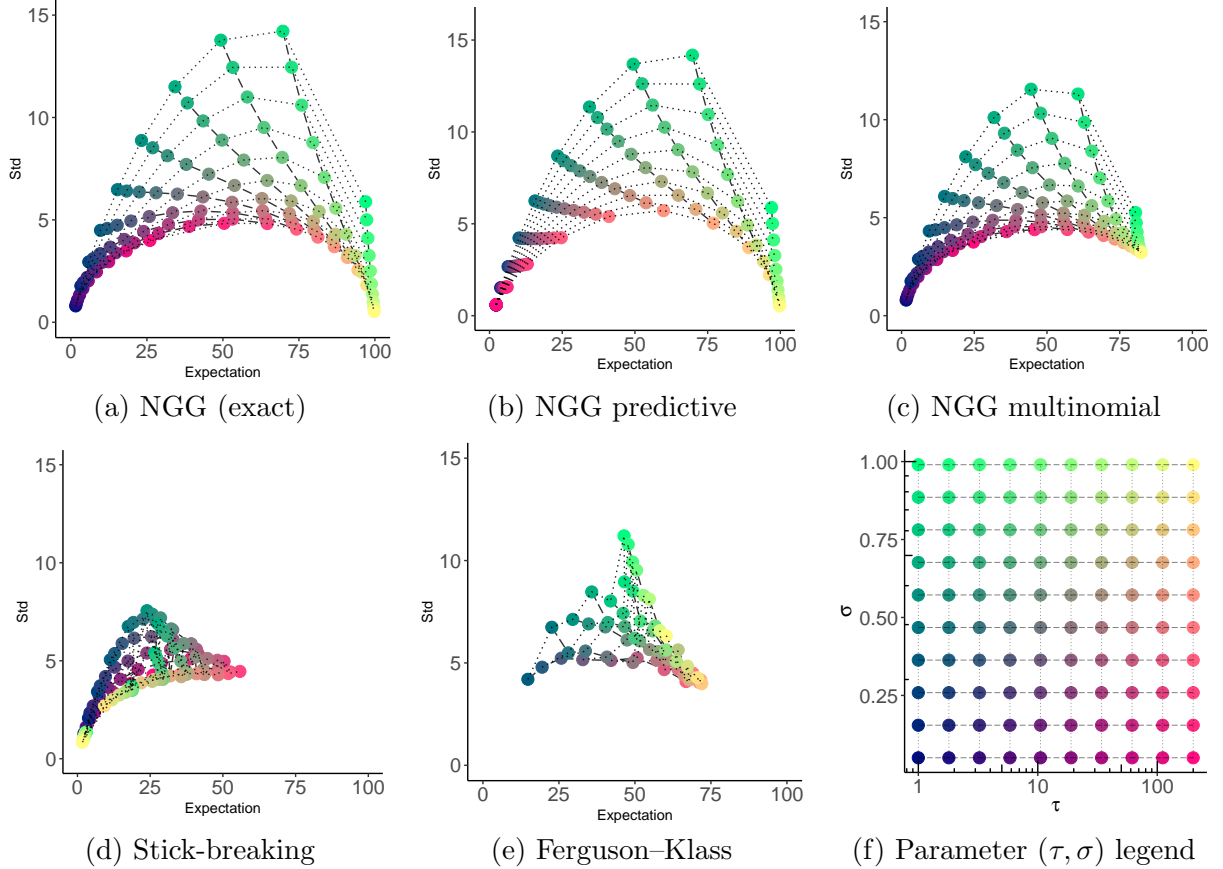 15
10
5
0
Std
0 25 50 75 100
Expectation
(a) NGG (exact)
15
10
5
0
Std
0 25 50 75 100
Expectation
(b) NGG predictive
15
10
5
0
Std
0 25 50 75 100
Expectation
(c) NGG multinomial
15
10
5
0
Std
0 25 50 75 100
Expectation
(d) Stick-breaking
15
10
5
0
Std
0 25 50 75 100
Expectation
(e) Ferguson–Klass
1.00
0.75
0.50
0.25
σ
1 10 100
τ
(f) Parameter (τ, σ) legend